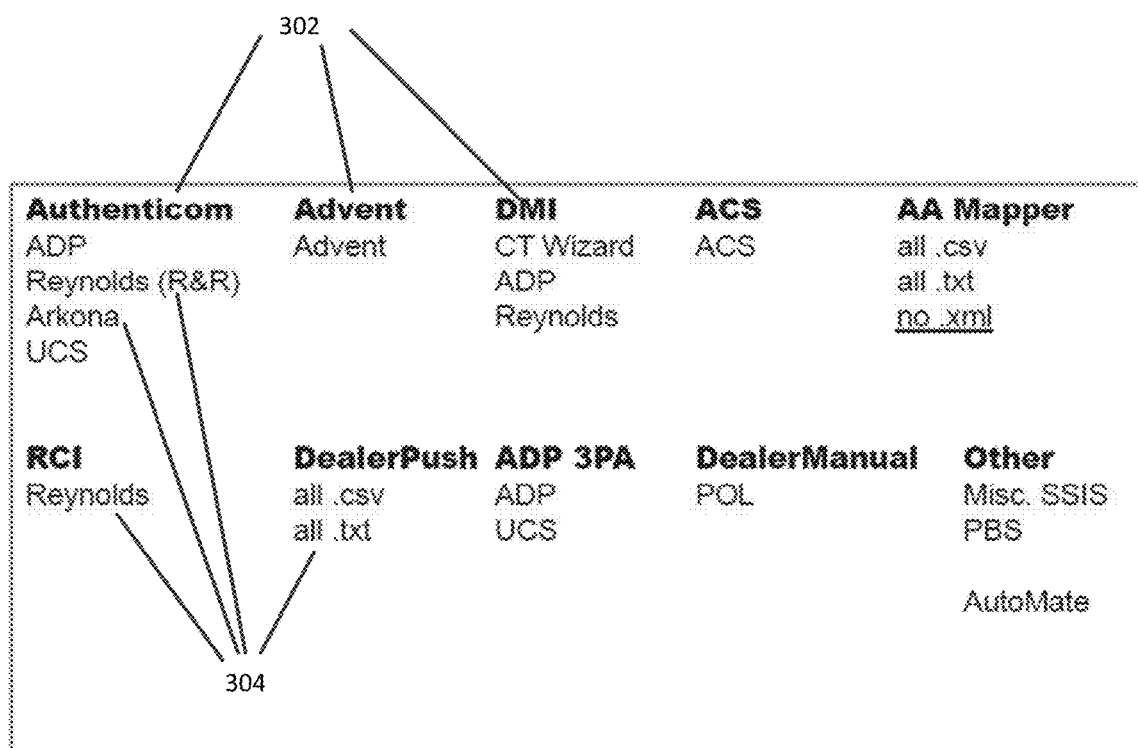 302
Authenticom Advent DMI ACS AA Mapper
ADP Advent CT Wizard ACS all .csv
Reynolds (R&R) ADP all .txt
Arkona Reynolds no .xml
UCS
RCI DealerPush ADP 3PA DealerManual Other
Reynolds all .csv ADP POL Misc. SSIS
all .txt UCS PBS
AutoMate
304